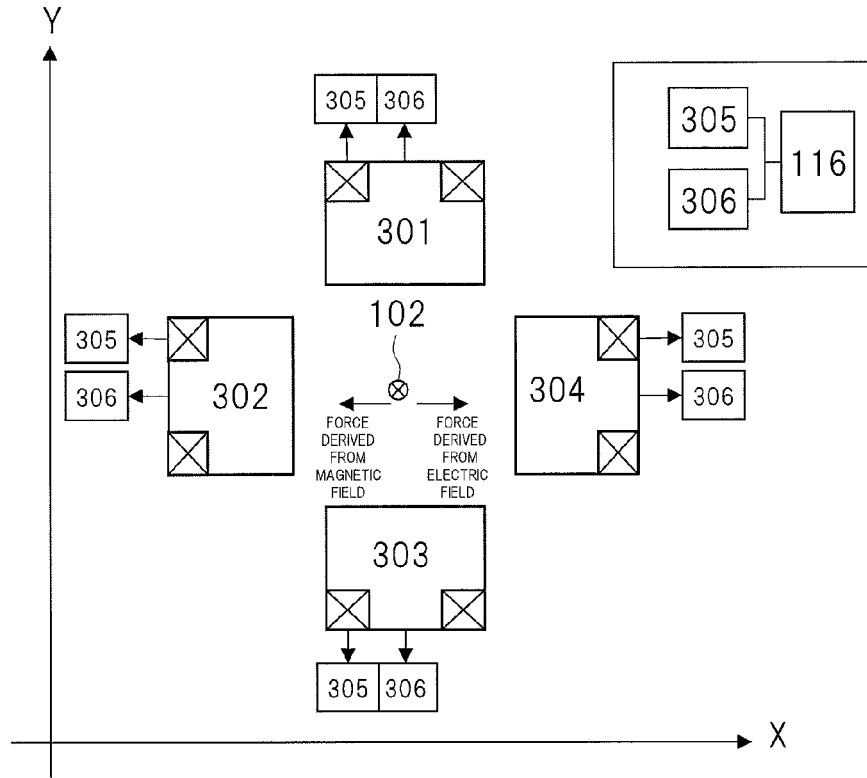 Y
305 306
305
116
306
301
102
305
305
302
304
306
306
FORCE
DERIVED
FROM
MAGNETIC
FIELD
FORCE
DERIVED
FROM
ELECTRIC
FIELD
303
305 306
X